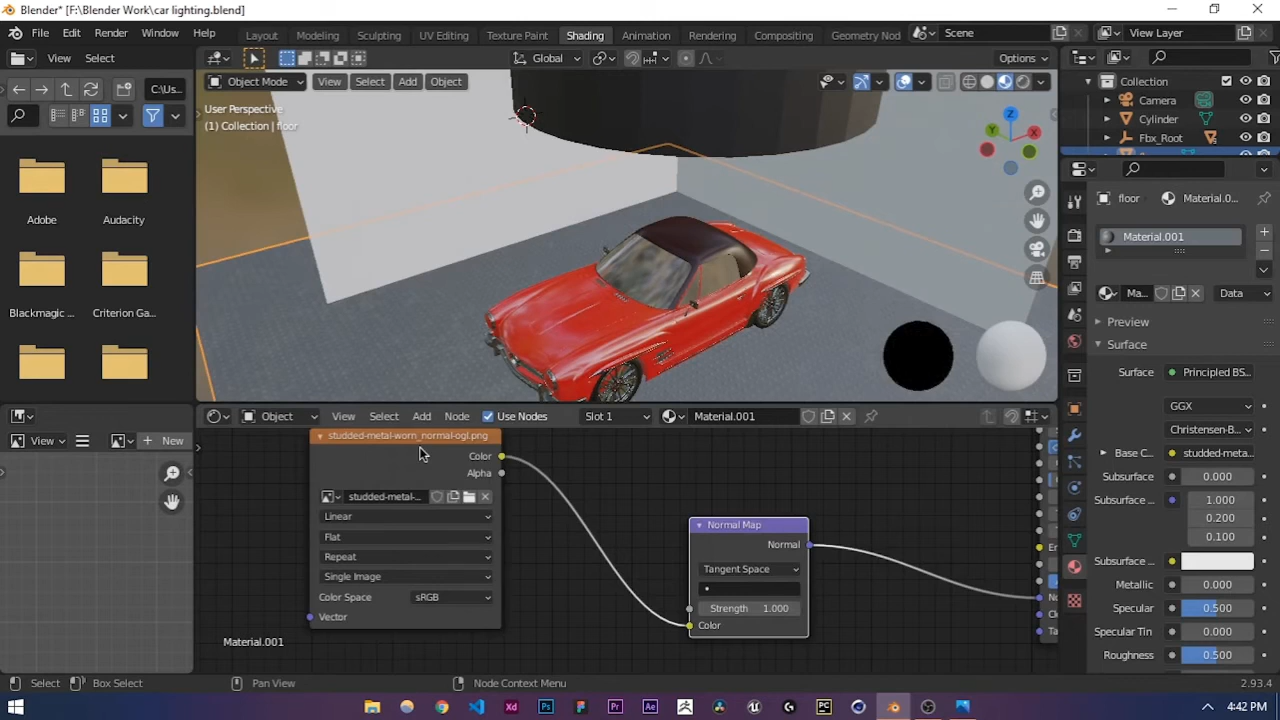 Blender* [F:\Blender Work\car lighting.blend]
File Edit Render Window Help
Layout Modeling Sculpting UV Editing Texture Paint Shading Animation Rendering Compositing Geometry Nod
Scene
View Layer
View Select
Global
Options
C:\Us...
Object Mode
View Select Add Object
User Perspective
(1) Collection | floor
Collection
Camera
Cylinder
Fbx_Root
Z
Y
X
Adobe
Audacity
Blackmagic ...
Criterion Ga...
floor
Material.0...
Material.001
Ma...
Data
Preview
Surface
Surface
Principled BS...
GGX
Christensen-B...
Base C...
studded-meta...
Subsurface
0.000
Subsurface ..
1.000
0.200
0.100
Subsurface ..
Metallic
0.000
Specular
0.500
Specular Tin
0.000
Roughness
0.500
View
New
Object
View Select Add Node
Use Nodes
Slot 1
Material.001
studded-metal-worn_normal-ogl.png
Color
Alpha
studded-metal-...
Linear
Flat
Repeat
Single Image
Color Space
sRGB
Vector
Normal Map
Normal
Tangent Space
Strength 1.000
Color
Material.001
Select
Box Select
Pan View
Node Context Menu
2.93.4
Xd
Ps
Pr
Ae
PC
4:42 PM